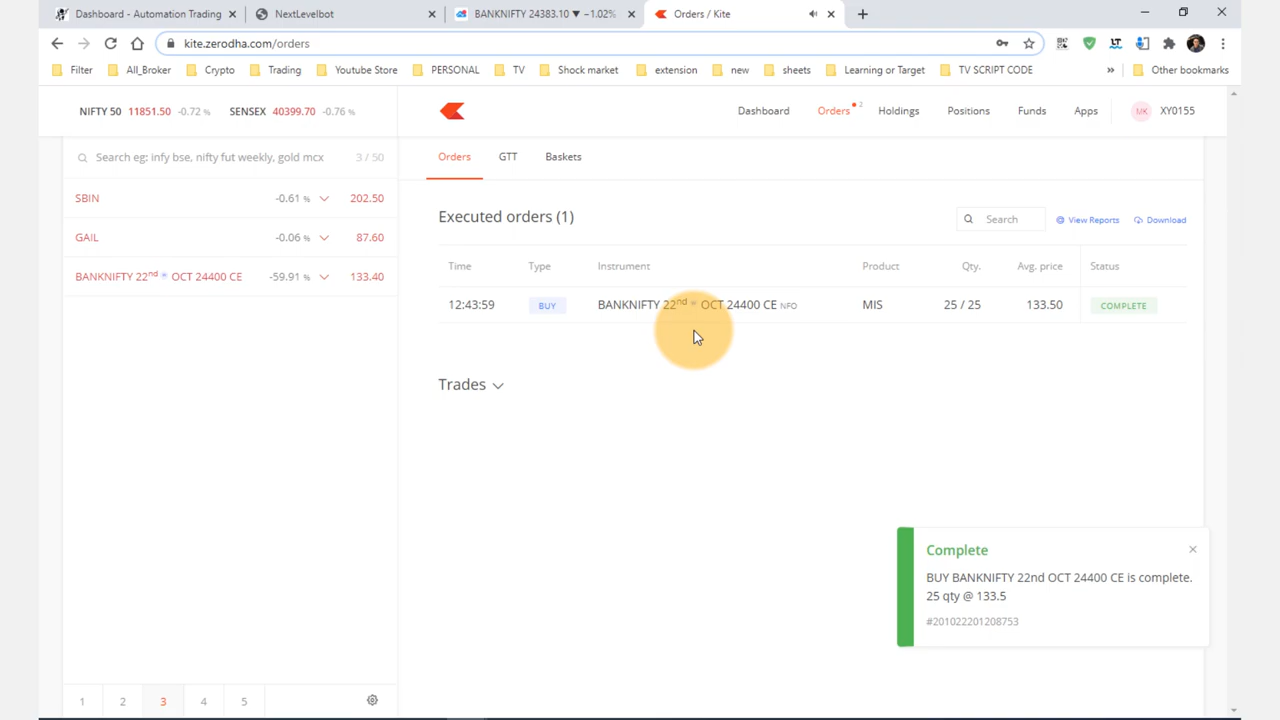 Dashboard - Automation Trading
NextLevelbot
BANKNIFTY 24383.10 ▼ −1.02%
Orders / Kite
kite.zerodha.com/orders
Filter
All_Broker
Crypto
Trading
Youtube Store
PERSONAL
TV
Shock market
extension
new
sheets
Learning or Target
TV SCRIPT CODE
»
Other bookmarks
NIFTY 50 11851.50 -0.72 %
SENSEX 40399.70 -0.76 %
Dashboard
Orders 2
Holdings
Positions
Funds
Apps
MK XY0155
Search eg: infy bse, nifty fut weekly, gold mcx 3 / 50
SBIN -0.61 % 202.50
GAIL -0.06 % 87.60
BANKNIFTY 22nd OCT 24400 CE -59.91 % 133.40
1 2 3 4 5
Orders GTT Baskets
Executed orders (1)
Search View Reports Download
Time Type Instrument Product Qty. Avg. price Status
12:43:59 BUY BANKNIFTY 22nd OCT 24400 CE NFO MIS 25 / 25 133.50 COMPLETE
Trades
Complete
BUY BANKNIFTY 22nd OCT 24400 CE is complete.
25 qty @ 133.5
#201022201208753